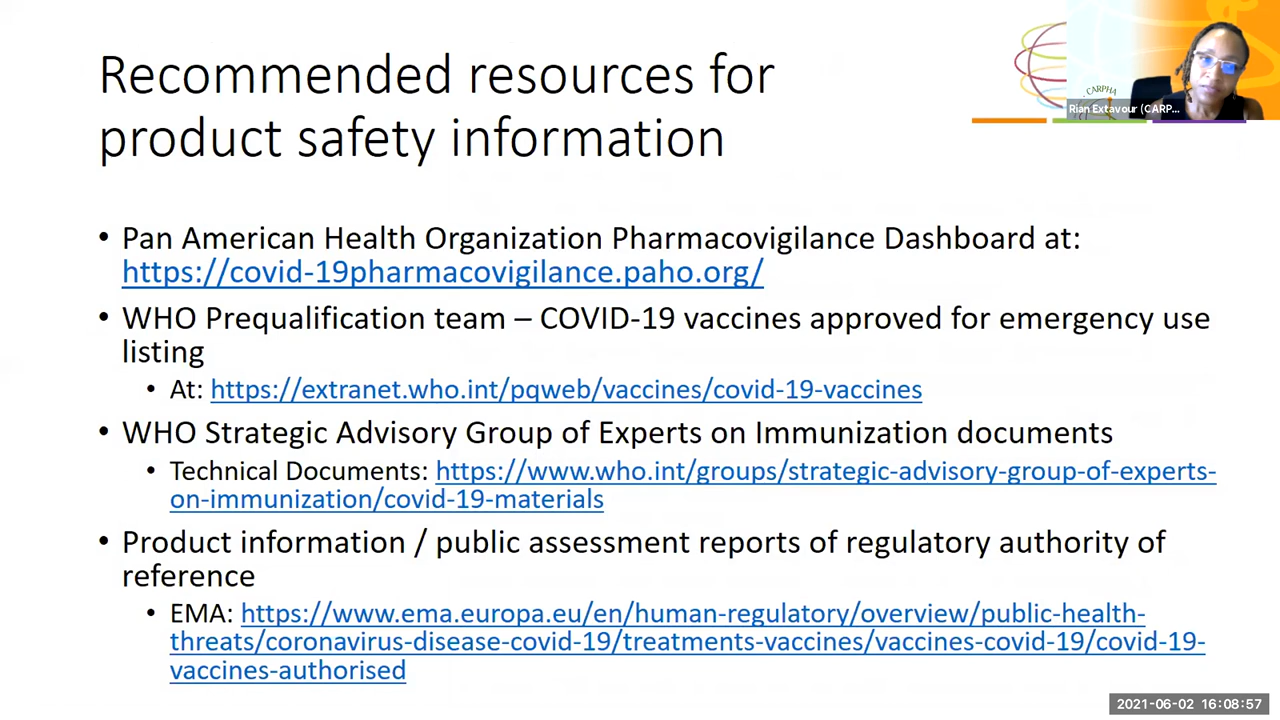 Recommended resources for
product safety information
CARPHA
Rian Extavour (CARP...
• Pan American Health Organization Pharmacovigilance Dashboard at:
https://covid-19pharmacovigilance.paho.org/
• WHO Prequalification team – COVID-19 vaccines approved for emergency use
listing
• At: https://extranet.who.int/pqweb/vaccines/covid-19-vaccines
• WHO Strategic Advisory Group of Experts on Immunization documents
• Technical Documents: https://www.who.int/groups/strategic-advisory-group-of-experts-
on-immunization/covid-19-materials
• Product information / public assessment reports of regulatory authority of
reference
• EMA: https://www.ema.europa.eu/en/human-regulatory/overview/public-health-
threats/coronavirus-disease-covid-19/treatments-vaccines/vaccines-covid-19/covid-19-
vaccines-authorised
2021-06-02 16:08:57